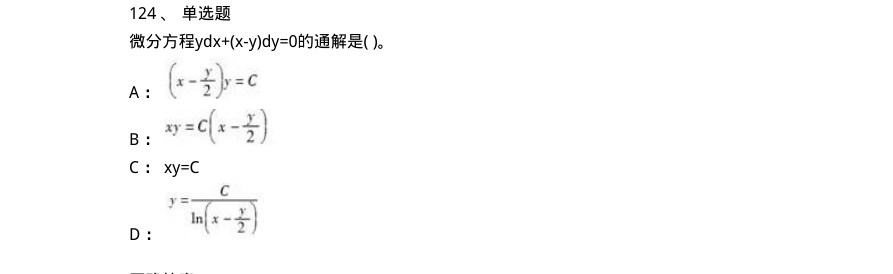 124 、 单选题
微分方程ydx+(x-y)dy=0的通解是( )。
A： (x - y/2)y = C
B： xy = C(x - y/2)
C： xy=C
D： y = C/ln(x - y/2)